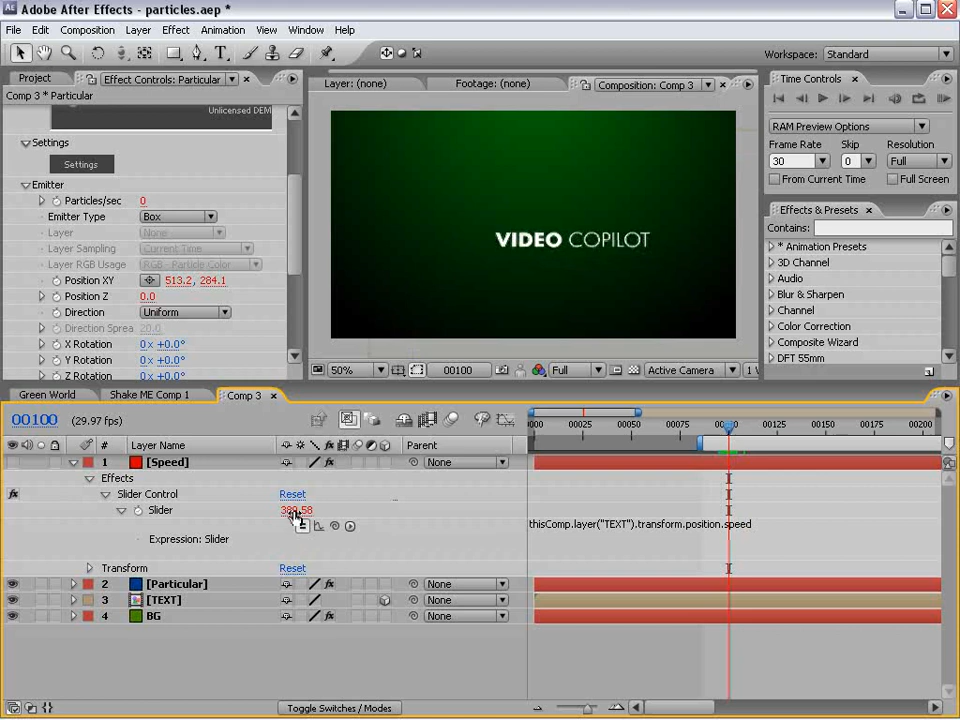 Adobe After Effects - particles.aep *
File Edit Composition Layer Effect Animation View Window Help
Workspace: Standard
Project Effect Controls: Particular
Comp 3 * Particular
Unlicensed DEM
Settings
Settings
Emitter
Particles/sec 0
Emitter Type Box
Layer None
Layer Sampling Current Time
Layer RGB Usage RGB - Particle Color
Position XY 513.2, 284.1
Position Z 0.0
Direction Uniform
Direction Sprea 20.0
X Rotation 0x +0.0°
Y Rotation 0x +0.0°
Z Rotation 0x +0.0°
Layer: (none) Footage: (none) Composition: Comp 3
VIDEO COPILOT
50% 00100 Full Active Camera 1 V
Time Controls
RAM Preview Options
Frame Rate Skip Resolution
30 0 Full
From Current Time Full Screen
Effects & Presets
Contains:
* Animation Presets
3D Channel
Audio
Blur & Sharpen
Channel
Color Correction
Composite Wizard
DFT 55mm
Green World Shake ME Comp 1 Comp 3
00100 (29.97 fps)
0000 00025 00050 00075 00125 00150 00175 00200
# Layer Name Parent
1 [Speed] None
Effects
Slider Control Reset
Slider
thisComp.layer("TEXT").transform.position.speed
Expression: Slider
Transform Reset
2 [Particular] None
3 [TEXT] None
4 BG None
Toggle Switches / Modes